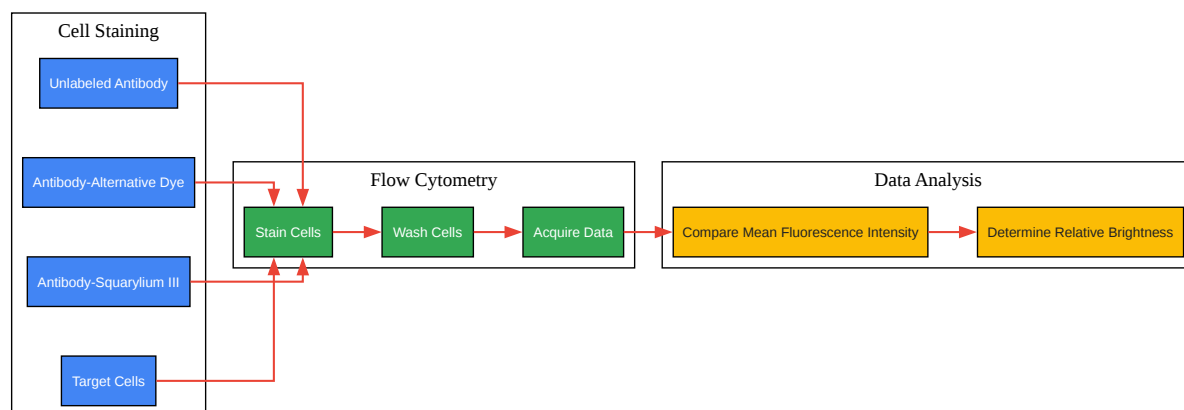 Cell Staining
Unlabeled Antibody
Antibody-Alternative Dye
Antibody-Squarylium III
Target Cells
Flow Cytometry
Stain Cells
Wash Cells
Acquire Data
Data Analysis
Compare Mean Fluorescence Intensity
Determine Relative Brightness